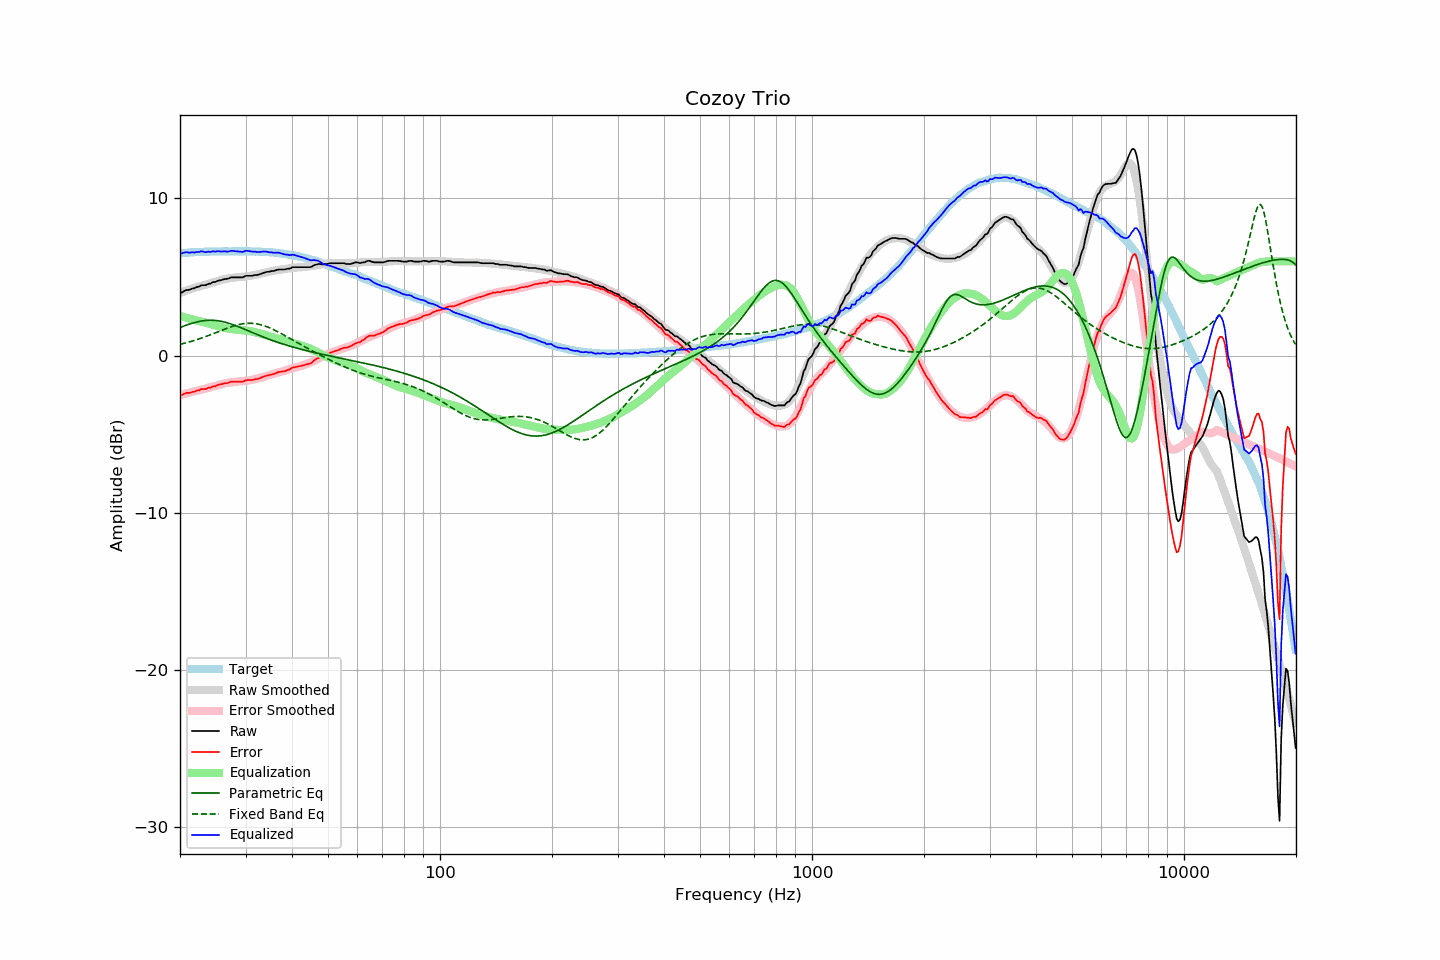 Cozoy Trio
10
0
−10
−20
−30
Amplitude (dBr)
Target
Raw Smoothed
Error Smoothed
Raw
Error
Equalization
Parametric Eq
Fixed Band Eq
Equalized
100
1000
10000
Frequency (Hz)